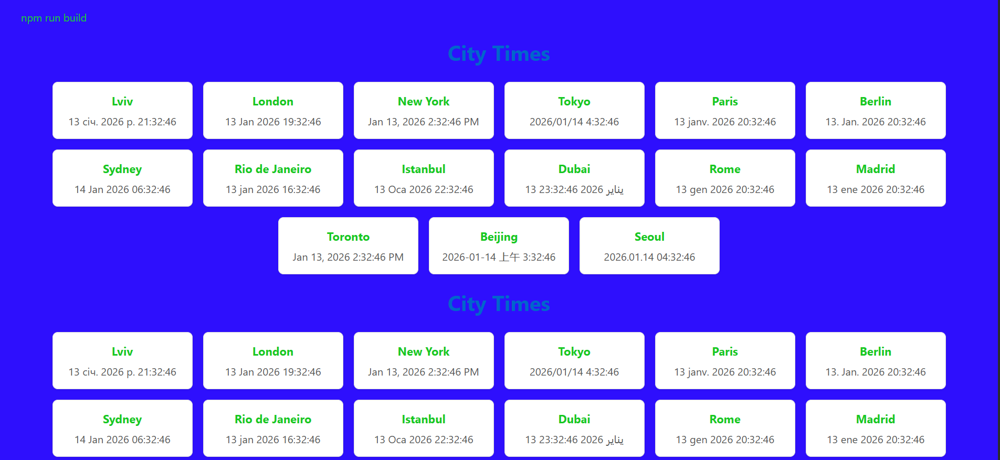 npm run build
City Times
Lviv
13 січ. 2026 р. 21:32:46
London
13 Jan 2026 19:32:46
New York
Jan 13, 2026 2:32:46 PM
Tokyo
2026/01/14 4:32:46
Paris
13 janv. 2026 20:32:46
Berlin
13. Jan. 2026 20:32:46
Sydney
14 Jan 2026 06:32:46
Rio de Janeiro
13 jan 2026 16:32:46
Istanbul
13 Oca 2026 22:32:46
Dubai
13 يناير 2026 23:32:46
Rome
13 gen 2026 20:32:46
Madrid
13 ene 2026 20:32:46
Toronto
Jan 13, 2026 2:32:46 PM
Beijing
2026-01-14 上午 3:32:46
Seoul
2026.01.14 04:32:46
City Times
Lviv
13 січ. 2026 р. 21:32:46
London
13 Jan 2026 19:32:46
New York
Jan 13, 2026 2:32:46 PM
Tokyo
2026/01/14 4:32:46
Paris
13 janv. 2026 20:32:46
Berlin
13. Jan. 2026 20:32:46
Sydney
14 Jan 2026 06:32:46
Rio de Janeiro
13 jan 2026 16:32:46
Istanbul
13 Oca 2026 22:32:46
Dubai
13 يناير 2026 23:32:46
Rome
13 gen 2026 20:32:46
Madrid
13 ene 2026 20:32:46